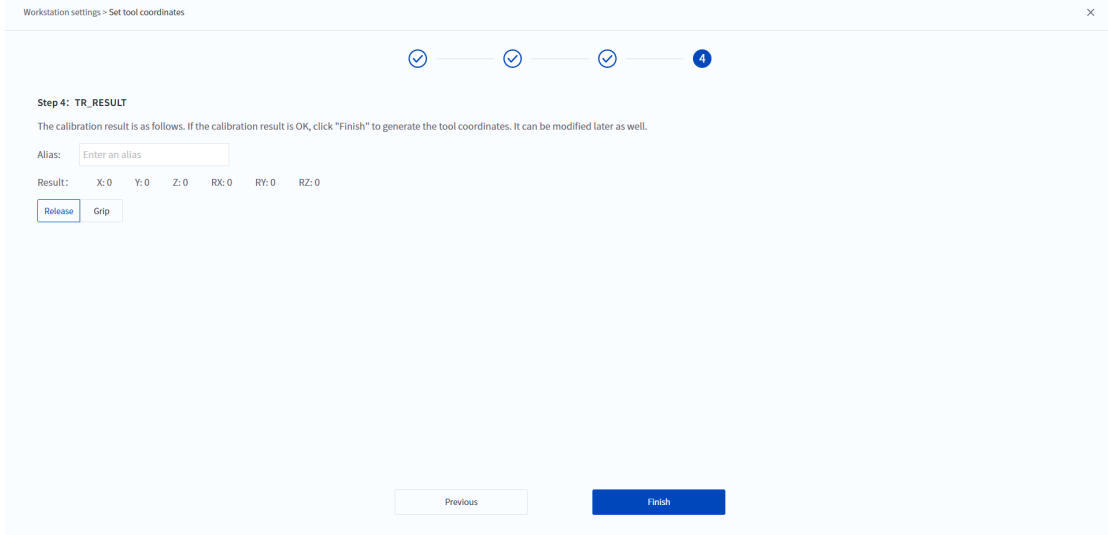 Workstation settings > Set tool coordinates
4
Step 4： TR_RESULT
The calibration result is as follows. If the calibration result is OK, click "Finish" to generate the tool coordinates. It can be modified later as well.
Alias: Enter an alias
Result： X: 0 Y: 0 Z: 0 RX: 0 RY: 0 RZ: 0
Release Grip
Previous Finish